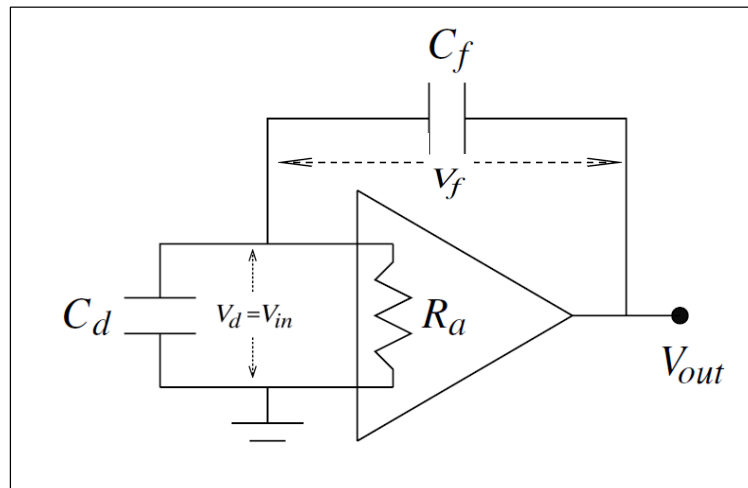 C_f
V_f
C_d
V_d=V_in
R_a
V_out